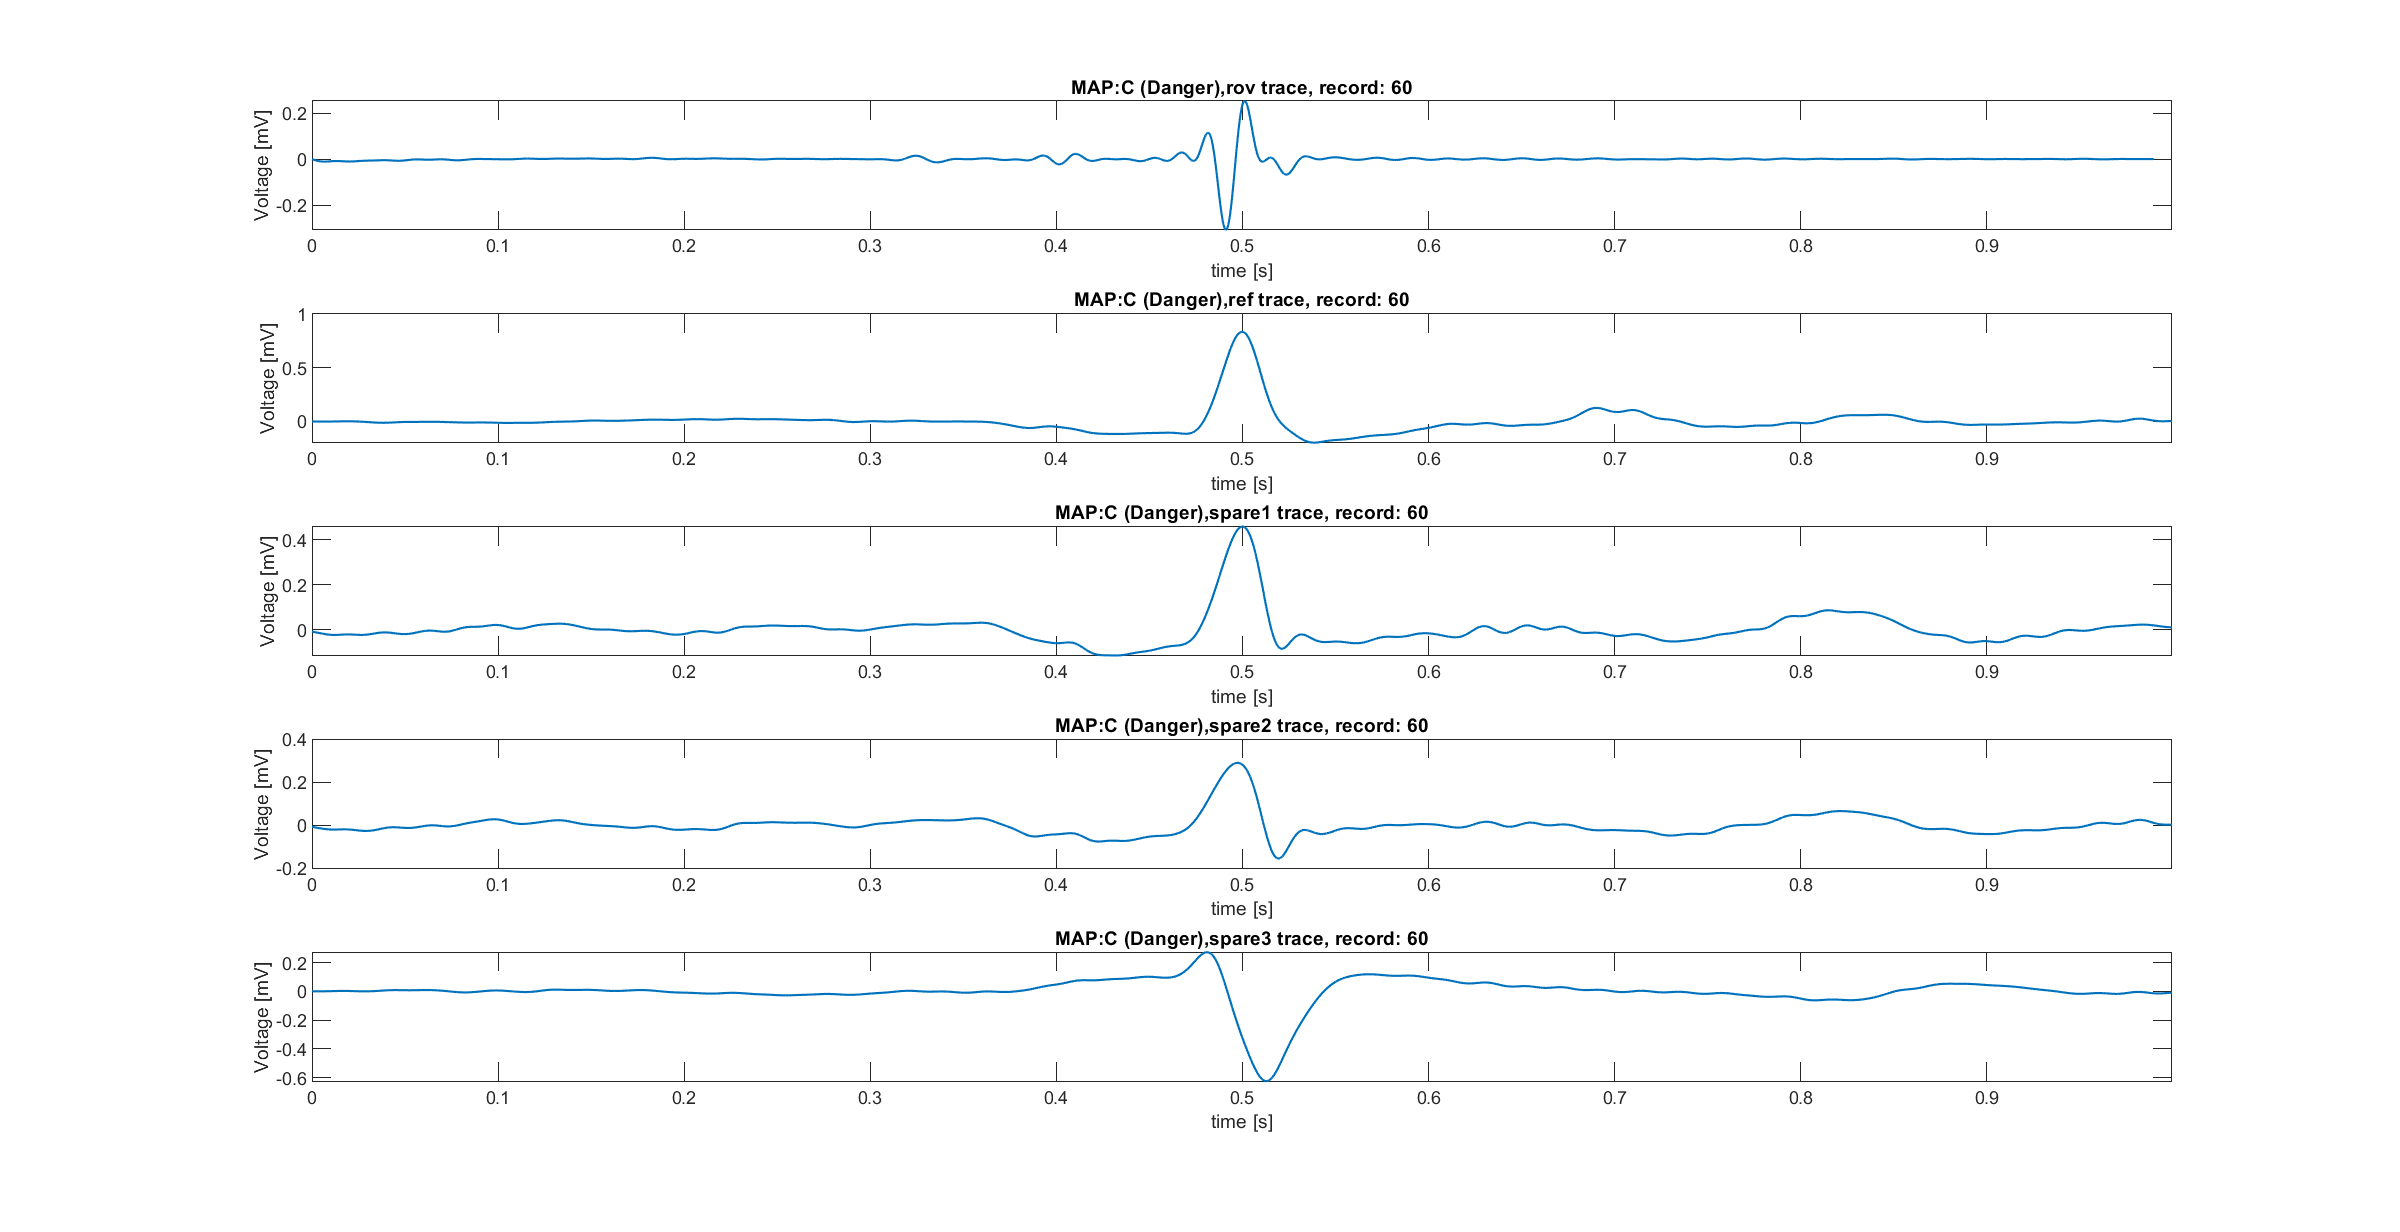 MAP:C (Danger),rov trace, record: 60
Voltage [mV]
0.2
0
-0.2
0 0.1 0.2 0.3 0.4 0.5 0.6 0.7 0.8 0.9
time [s]
MAP:C (Danger),ref trace, record: 60
Voltage [mV]
1
0.5
0
0 0.1 0.2 0.3 0.4 0.5 0.6 0.7 0.8 0.9
time [s]
MAP:C (Danger),spare1 trace, record: 60
Voltage [mV]
0.4
0.2
0
0 0.1 0.2 0.3 0.4 0.5 0.6 0.7 0.8 0.9
time [s]
MAP:C (Danger),spare2 trace, record: 60
Voltage [mV]
0.4
0.2
0
-0.2
0 0.1 0.2 0.3 0.4 0.5 0.6 0.7 0.8 0.9
time [s]
MAP:C (Danger),spare3 trace, record: 60
Voltage [mV]
0.2
0
-0.2
-0.4
-0.6
0 0.1 0.2 0.3 0.4 0.5 0.6 0.7 0.8 0.9
time [s]